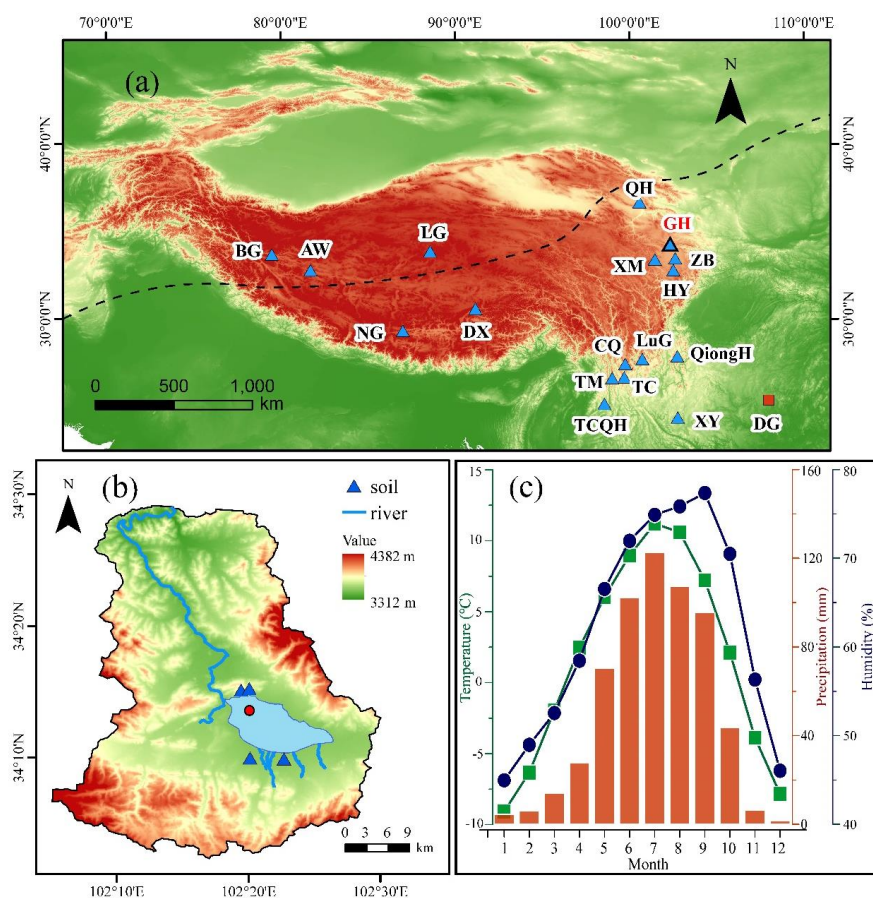 70°0'0"E 80°0'0"E 90°0'0"E 100°0'0"E 110°0'0"E
(a)
N
40°0'0"N
40°0'0"N
QH
GH
LG
BG
AW
ZB
XM
HY
30°0'0"N
30°0'0"N
NG
DX
LuG
CQ
QiongH
0 500 1,000
km
TM
TC
TCQH
XY
DG
(b)
N
34°30'N
34°20'N
34°10'N
soil
river
Value
4382 m
3312 m
0 3 6 9
km
102°10'E 102°20'E 102°30'E
(c)
Temperature (°C)
15
10
5
0
-5
-10
Precipitation (mm)
160
120
80
40
0
Humidity (%)
80
70
60
50
40
1 2 3 4 5 6 7 8 9 10 11 12
Month